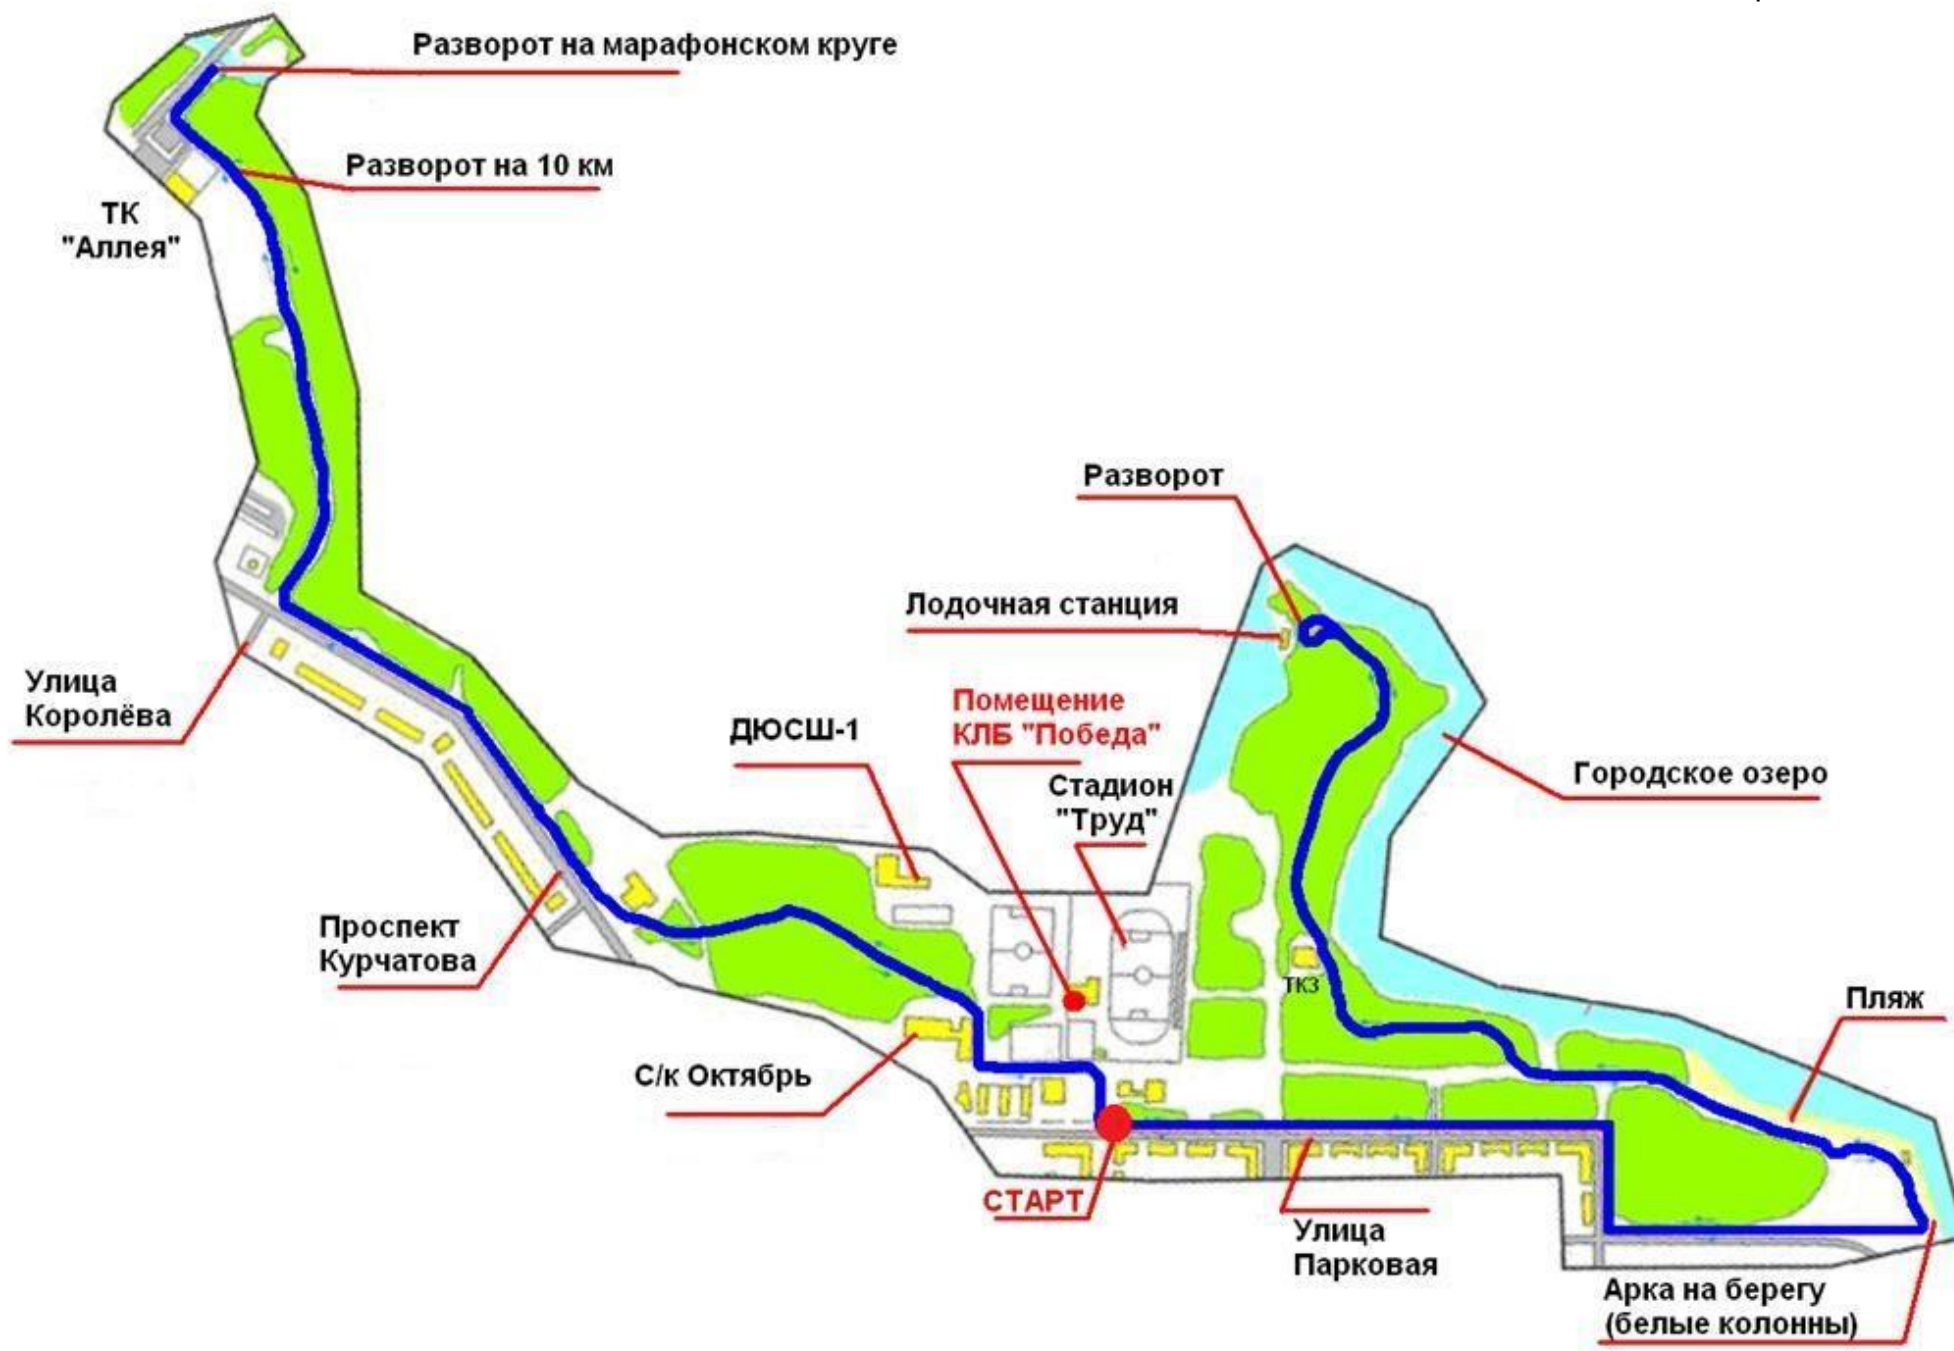 Разворот на марафонском круге
Разворот на 10 км
ТК
"Аллея"
Разворот
Лодочная станция
Улица
Королёва
Помещение
КЛБ "Победа"
ДЮСШ-1
Стадион
"Труд"
Городское озеро
Проспект
Курчатова
ТКЗ
Пляж
С/к Октябрь
СТАРТ
Улица
Парковая
Арка на берегу
(белые колонны)